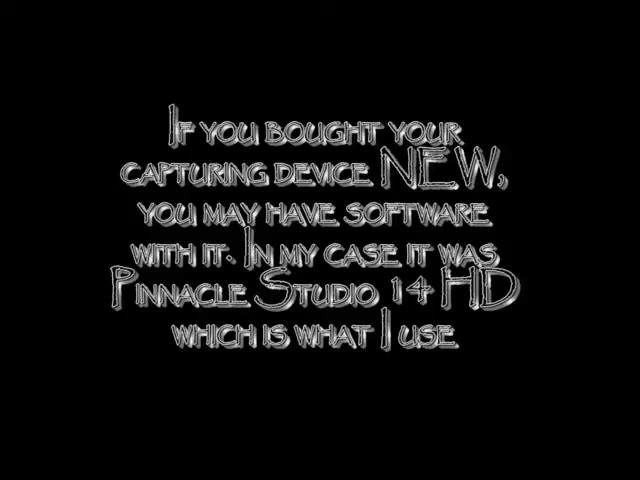 If you bought your
capturing device NEW,
you may have software
with it. In my case it was
Pinnacle Studio 14 HD
which is what I use